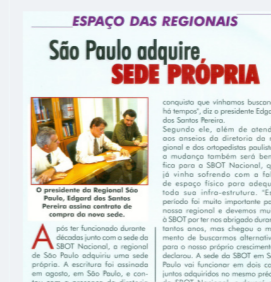 ESPAÇO DAS REGIONAIS
São Paulo adquire
SEDE PRÓPRIA
O presidente da Regional São
Paulo, Edgard dos Santos
Pereira assina contrato de
compra da nova sede.
Após ter funcionado durante
décadas junto com a sede da
SBOT Nacional, a regional
de São Paulo adquiriu uma sede
própria. A escritura foi assinada
em agosto, em São Paulo, e con-
conquista que vínhamos buscan
há tempos", diz o presidente Edga
dos Santos Pereira.
Segundo ele, além de atend
aos anseios da diretoria da
gional e dos ortopedistas paulist
a mudança também será ben
fica para a SBOT Nacional, q
já vinha sofrendo com a fal
de espaço físico para adequ
toda sua infra-estrutura. "Es
período foi muito importante pa
nossa regional e devemos mui
à SBOT por ter nos abrigado duran
tantos anos, mas chegou o m
mento de buscarmos alternativ
para o nosso próprio crescimen
declarou. A sede da SBOT em S
Paulo vai funcionar em dois co
juntos adquiridos no mesmo préd